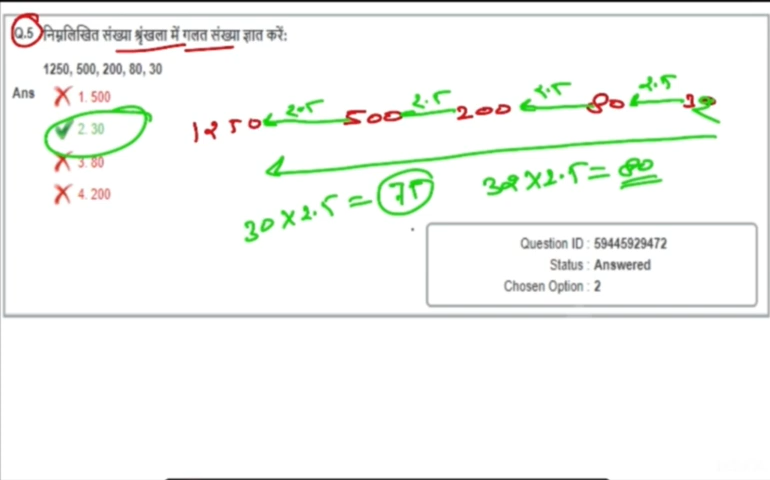 Q.5 निम्नलिखित संख्या श्रृंखला में गलत संख्या ज्ञात करें:
1250, 500, 200, 80, 30
Ans 1. 500
2. 30
3. 80
4. 200
2.5 2.5 2.5 2.5
1250 500 200 80 30
30 × 2.5 = 75
32 × 2.5 = 80
Question ID : 59445929472
Status : Answered
Chosen Option : 2